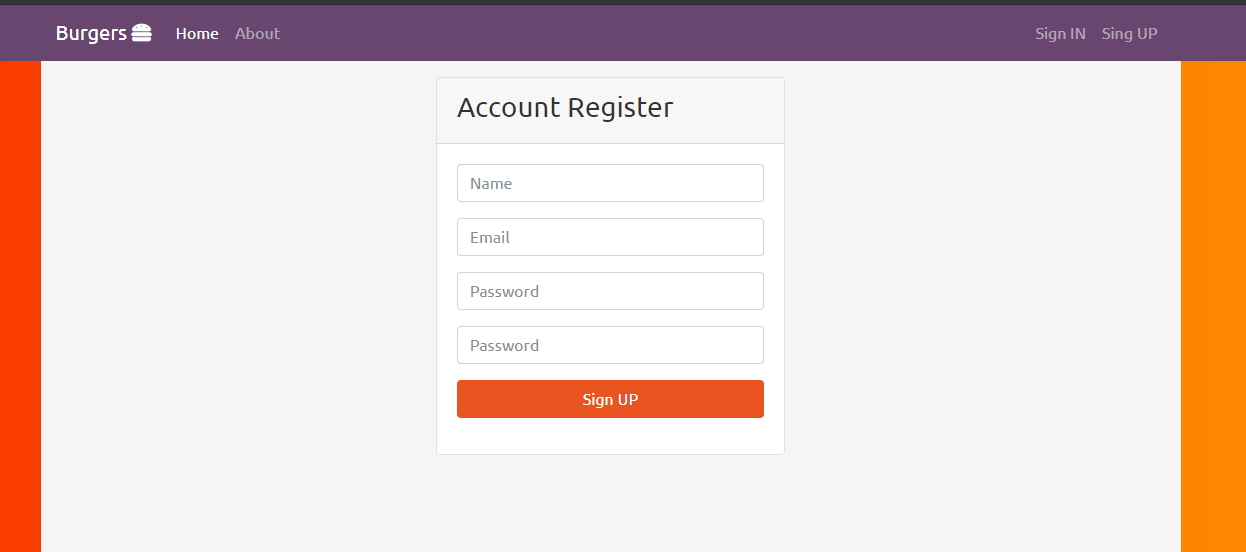 Burgers Home About Sign IN Sing UP
Account Register
Name
Email
Password
Password
Sign UP